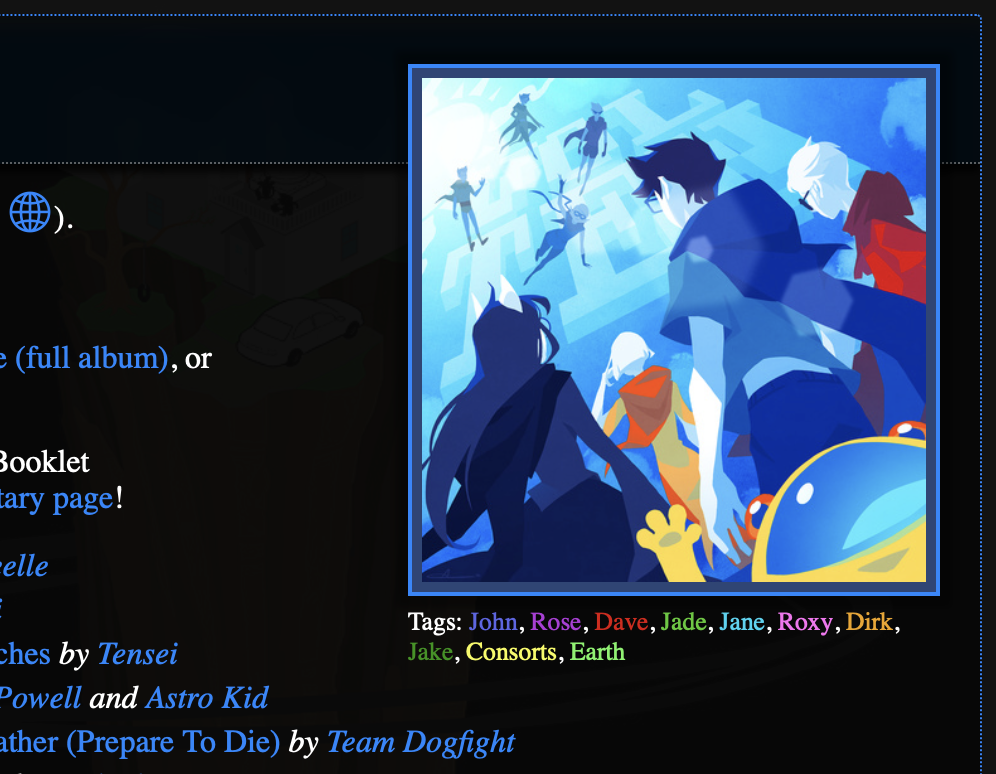 ).
(full album), or
Booklet
tary page!
elle
ches by Tensei
Powell and Astro Kid
ather (Prepare To Die) by Team Dogfight
Tags: John, Rose, Dave, Jade, Jane, Roxy, Dirk,
Jake, Consorts, Earth